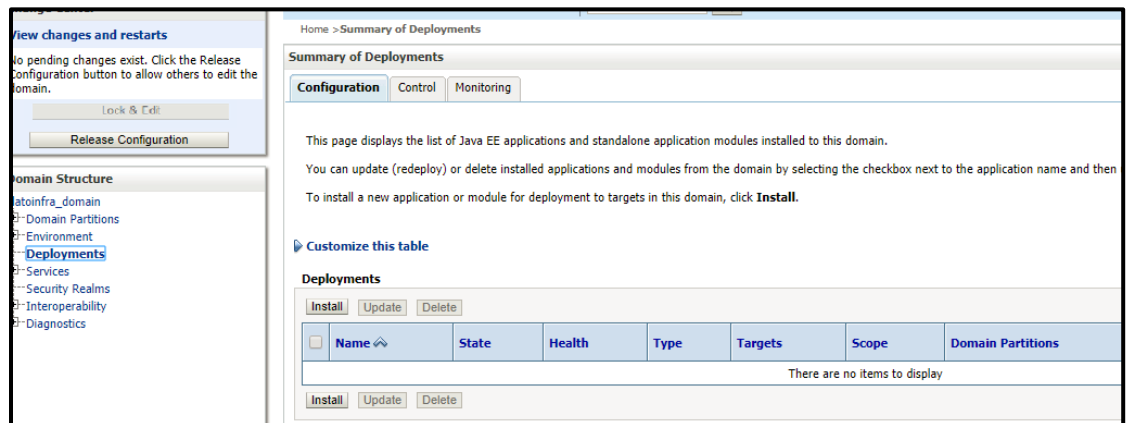 Change Center
View changes and restarts
No pending changes exist. Click the Release
Configuration button to allow others to edit the
domain.
Lock & Edit
Release Configuration
Domain Structure
latoinfra_domain
Domain Partitions
Environment
Deployments
Services
Security Realms
Interoperability
Diagnostics
Home >Summary of Deployments
Summary of Deployments
Configuration Control Monitoring
This page displays the list of Java EE applications and standalone application modules installed to this domain.
You can update (redeploy) or delete installed applications and modules from the domain by selecting the checkbox next to the application name and then
To install a new application or module for deployment to targets in this domain, click Install.
Customize this table
Deployments
Install Update Delete
Name State Health Type Targets Scope Domain Partitions
There are no items to display
Install Update Delete